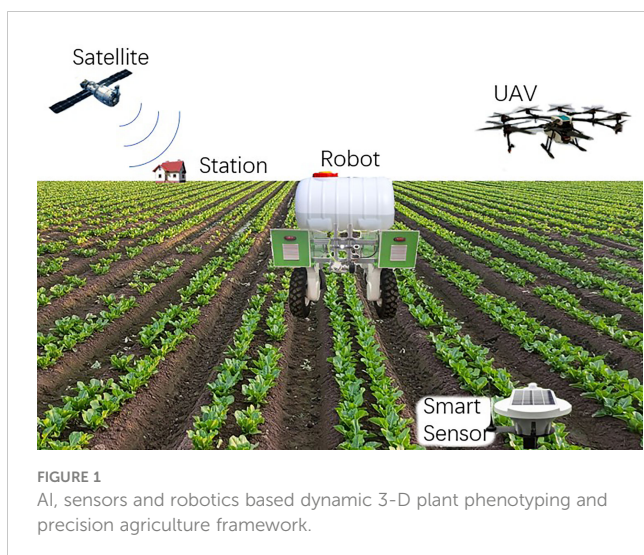 Satellite
UAV
Station
Robot
Smart
Sensor
FIGURE 1
AI, sensors and robotics based dynamic 3-D plant phenotyping and
precision agriculture framework.